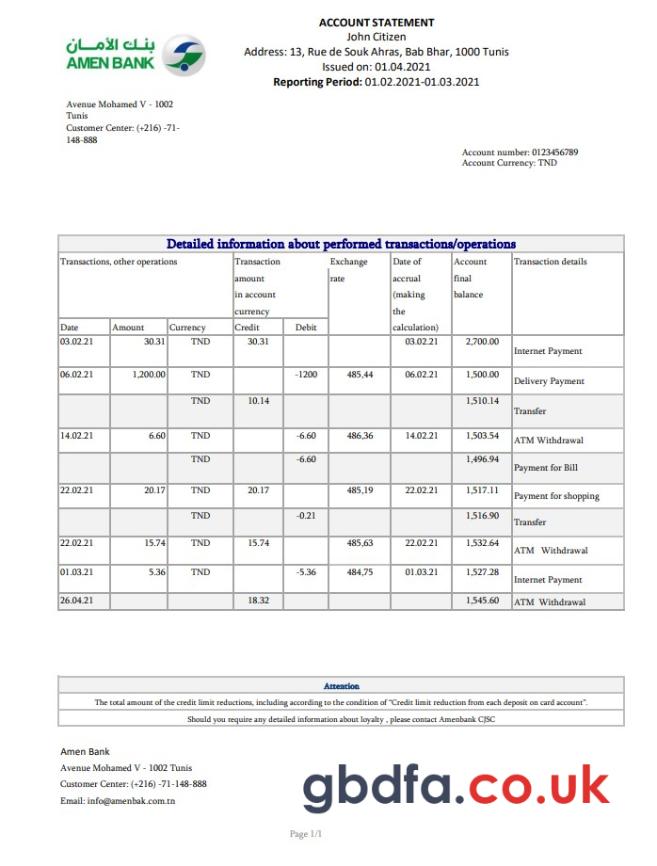 ACCOUNT STATEMENT
John Citizen
Address: 13, Rue de Souk Ahras, Bab Bhar, 1000 Tunis
Issued on: 01.04.2021
Reporting Period: 01.02.2021-01.03.2021
بنك الأمان
AMEN BANK
Avenue Mohamed V - 1002
Tunis
Customer Center: (+216) -71-
148-888
Account number: 0123456789
Account Currency: TND
Detailed information about performed transactions/operations
Transactions, other operations
Transaction
amount
in account
currency
Exchange
rate
Date of
accrual
(making
the
calculation)
Account
final
balance
Transaction details
Date Amount Currency Credit Debit
03.02.21 30.31 TND 30.31 03.02.21 2,700.00 Internet Payment
06.02.21 1,200.00 TND -1200 485,44 06.02.21 1,500.00 Delivery Payment
TND 10.14 1,510.14 Transfer
14.02.21 6.60 TND -6.60 486,36 14.02.21 1,503.54 ATM Withdrawal
TND -6.60 1,496.94 Payment for Bill
22.02.21 20.17 TND 20.17 485,19 22.02.21 1,517.11 Payment for shopping
TND -0.21 1,516.90 Transfer
22.02.21 15.74 TND 15.74 485,63 22.02.21 1,532.64 ATM Withdrawal
01.03.21 5.36 TND -5.36 484,75 01.03.21 1,527.28 Internet Payment
26.04.21 18.32 1,545.60 ATM Withdrawal
Attention
The total amount of the credit limit reductions, including according to the condition of "Credit limit reduction from each deposit on card account".
Should you require any detailed information about loyalty , please contact Amenbank CJSC
Amen Bank
Avenue Mohamed V - 1002 Tunis
Customer Center: (+216) -71-148-888
Email: info@amenbak.com.tn
gbdfa.co.uk
Page 1/1